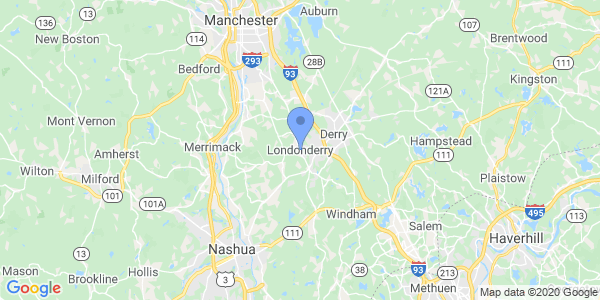 Auburn
Manchester
136
New Boston
13
114
Bedford
293
93
28B
107
Brentwood
111
Kingston
121A
Mont Vernon
Derry
Hampstead
111
Amherst
Merrimack
Londonderry
Wilton
Milford
101
101A
Plaistow
Windham
495
113
Salem
111
Haverhill
Nashua
13
Hollis
3
Mason
Brookline
38
93
213
Methuen
Google
Map data ©2020 Google